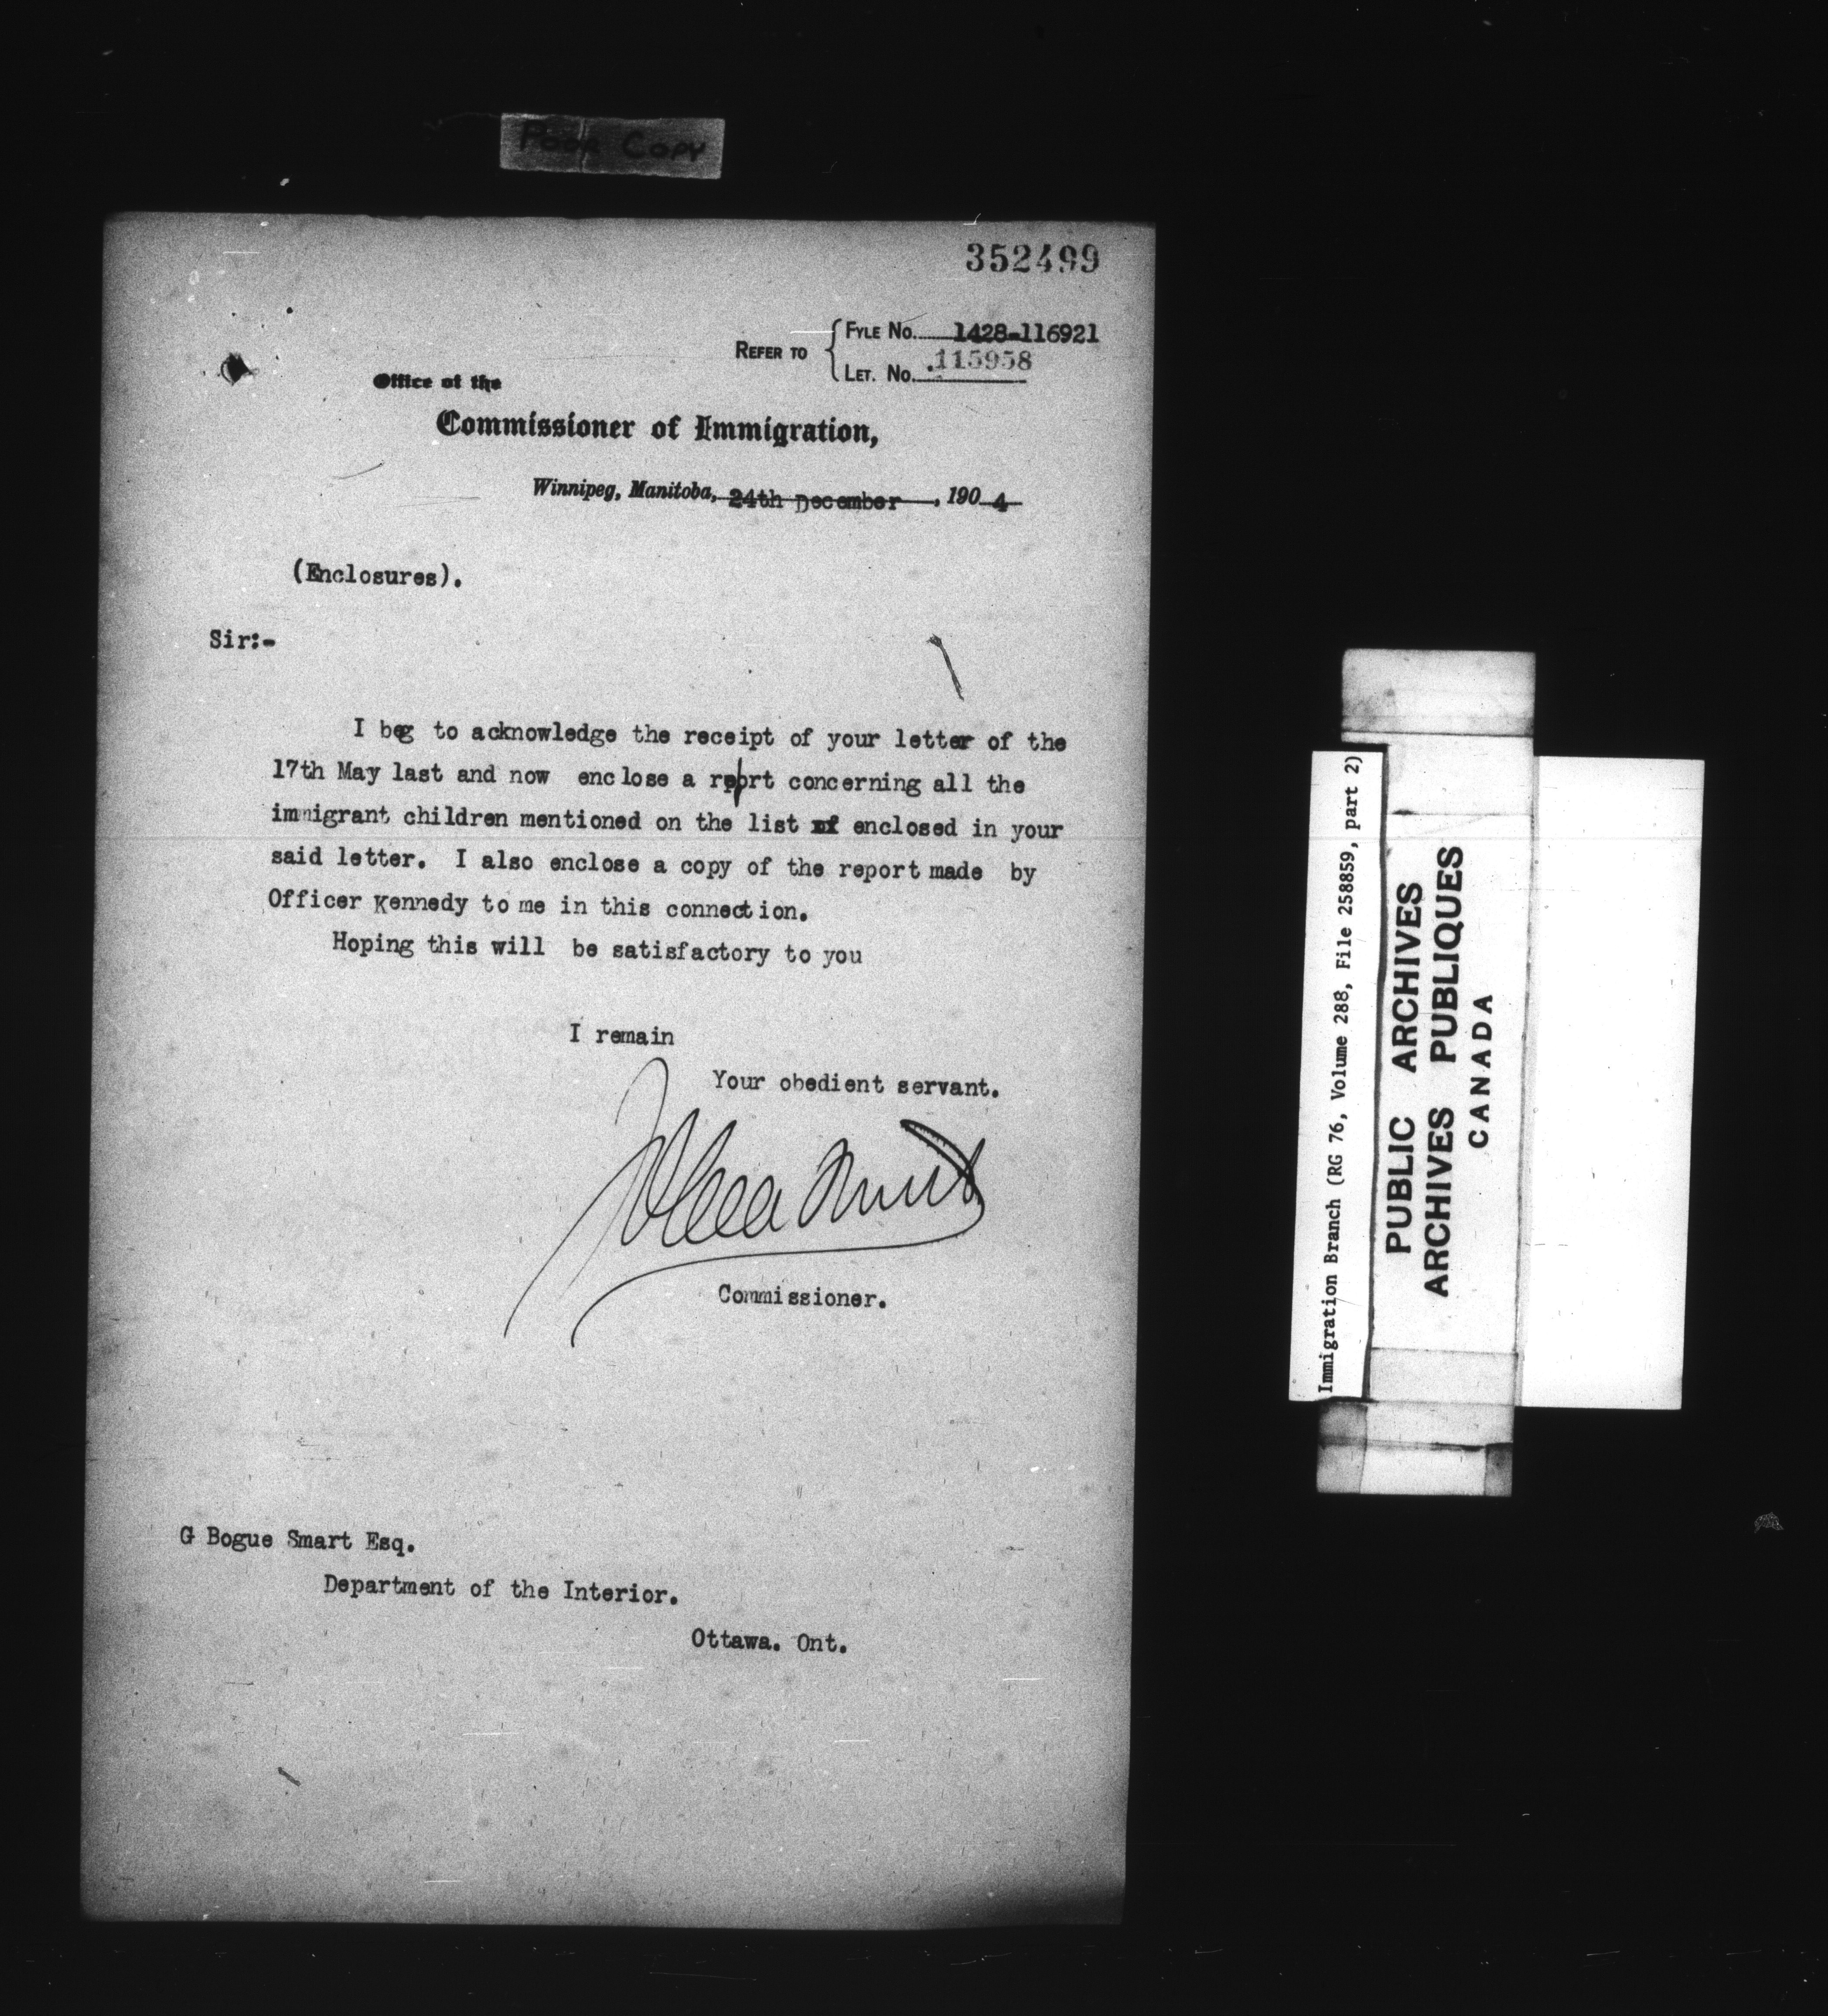 Poor Copy
352499
REFER TO
FYLE No. 1428-116921
LET. No. 115958
Office of the
Commissioner of Immigration,
Winnipeg, Manitoba, 24th December, 1904
(Enclosures).
Sir:-
I beg to acknowledge the receipt of your letter of the
17th May last and now enclose a rport concerning all the
immigrant children mentioned on the list of enclosed in your
said letter. I also enclose a copy of the report made by
Officer Kennedy to me in this connection.
Hoping this will be satisfactory to you
I remain
Your obedient servant.
Commissioner.
G Bogue Smart Esq.
Department of the Interior.
Ottawa. Ont.
Immigration Branch (RG 76, Volume 288, File 258859, part 2)
PUBLIC ARCHIVES
ARCHIVES PUBLIQUES
CANADA